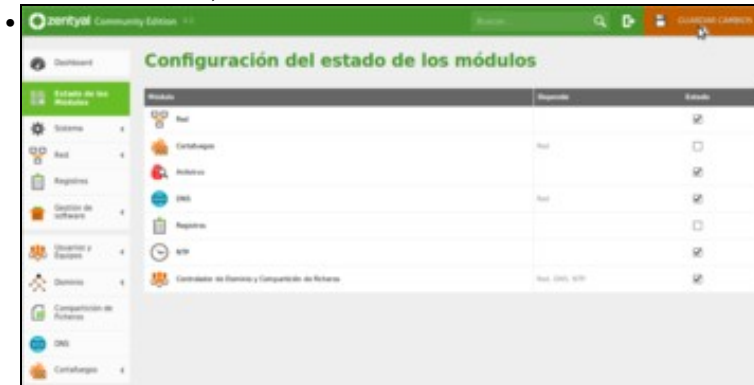 zentyal Community Edition
Buscar...
GUARDAR CAMBIOS
Configuración del estado de los módulos
Dashboard
Estado de los
Módulos
Sistema
Red
Registros
Gestión de
software
Usuarios y
Equipos
Dominio
Compartición de
ficheros
DNS
Cortafuegos
Módulo Depende Estado
Red
Cortafuegos Red
Antivirus
DNS Red
Registros
NTP
Controlador de Dominio y Compartición de ficheros Red, DNS, NTP